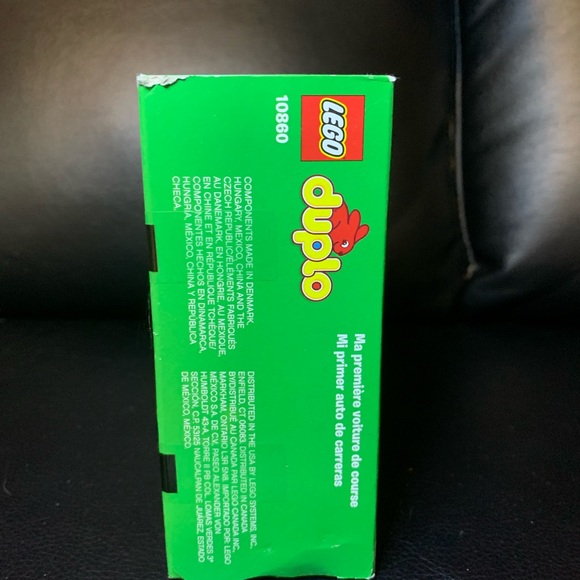 LEGO
duplo
10860
Ma première voiture de course
Mi primer auto de carreras
COMPONENTS MADE IN DENMARK,
HUNGARY, MEXICO, CHINA AND THE
CZECH REPUBLIC/ÉLÉMENTS FABRIQUÉS
AU DANEMARK, EN HONGRIE, AU MEXIQUE,
EN CHINE ET EN RÉPUBLIQUE TCHÈQUE/
COMPONENTES HECHOS EN DINAMARCA,
HUNGRÍA, MÉXICO, CHINA Y REPÚBLICA
CHECA.
DISTRIBUTED IN THE USA BY LEGO SYSTEMS, INC.,
ENFIELD, CT 06083. DISTRIBUTED IN CANADA
BY/DISTRIBUÉ AU CANADA PAR LEGO CANADA INC.,
MARKHAM, ONTARIO L3R 5N8. IMPORTADO POR: LEGO
MÉXICO S.A. DE C.V., PASEO ALEXANDER VON
HUMBOLDT 43-A, TORRE II PB COL. LOMAS VERDES 3ª
SECCIÓN, C.P. 53125 NAUCALPAN DE JUÁREZ, ESTADO
DE MÉXICO, MÉXICO.